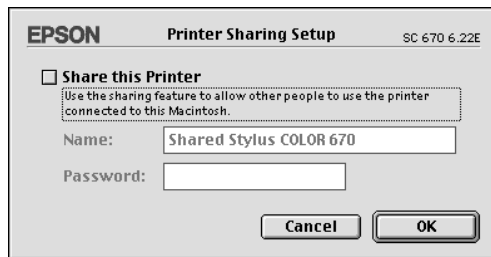 EPSON Printer Sharing Setup SC 670 6.22E
Share this Printer
Use the sharing feature to allow other people to use the printer
connected to this Macintosh.
Name: Shared Stylus COLOR 670
Password:
Cancel OK